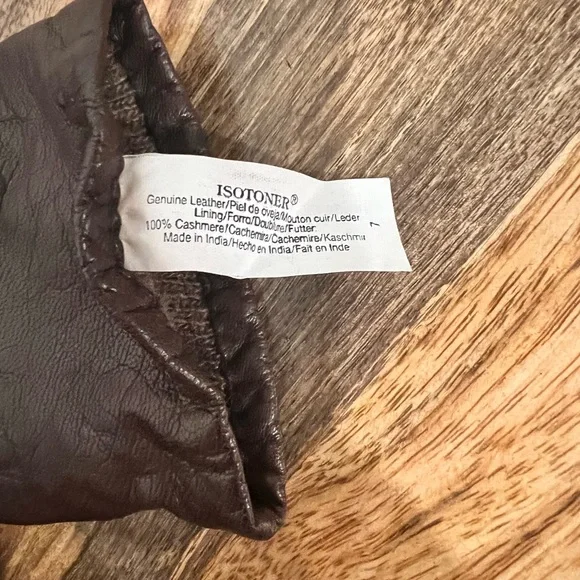 ISOTONER®
Genuine Leather/Piel de oveja/Mouton cuir/Leder
Lining/Forro/Doublure/Futter:
100% Cashmere/Cachemira/Cachemire/Kaschmir
Made in India/Hecho en India/Fait en Inde
7